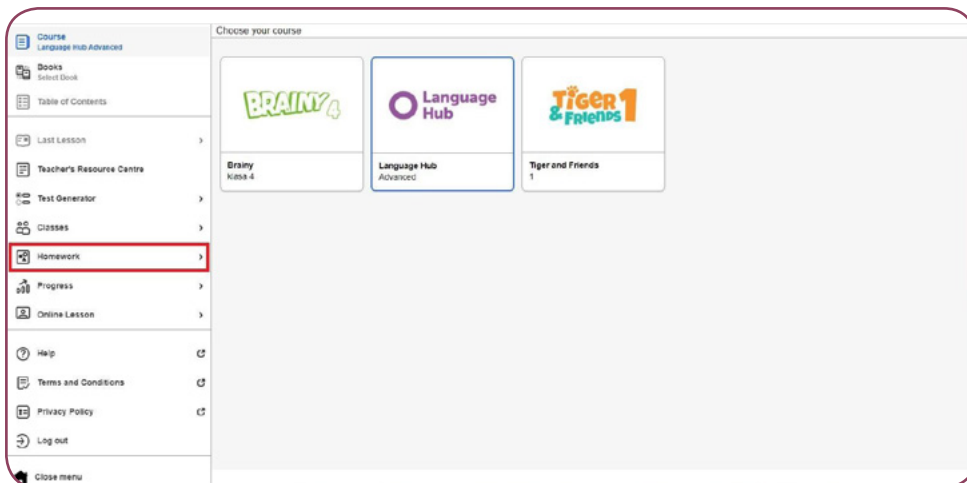 Course
Language Hub Advanced
Books
Select Book
Table of Contents
Last Lesson
Teacher's Resource Centre
Test Generator
Classes
Homework
Progress
Online Lesson
Help
Terms and Conditions
Privacy Policy
Log out
Close menu
Choose your course
BRAINY 4
Brainy
klasa 4
Language
Hub
Language Hub
Advanced
TIGER 1
& FRIENDS
Tiger and Friends
1